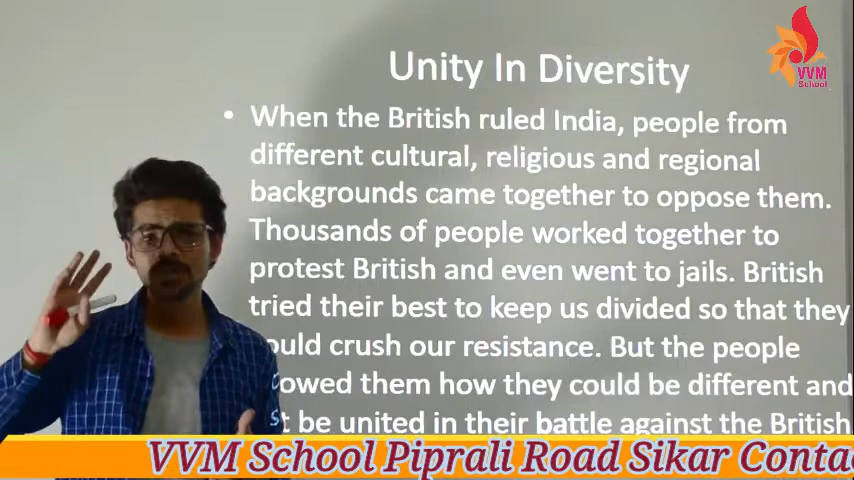 Unity In Diversity
VVM
School
• When the British ruled India, people from
different cultural, religious and regional
backgrounds came together to oppose them.
Thousands of people worked together to
protest British and even went to jails. British
tried their best to keep us divided so that they
ould crush our resistance. But the people
owed them how they could be different and
t be united in their battle against the British.
VVM School Piprali Road Sikar Conta